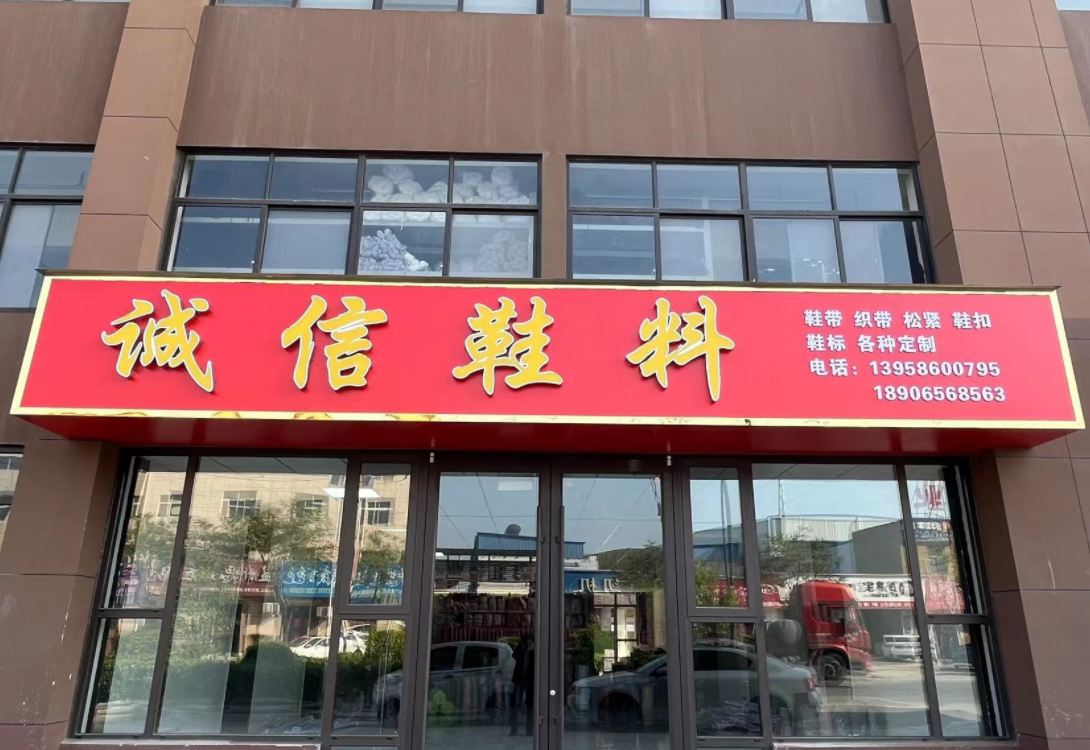 诚信鞋料
鞋带 织带 松紧 鞋扣
鞋标 各种定制
电话：13958600795
18906568563